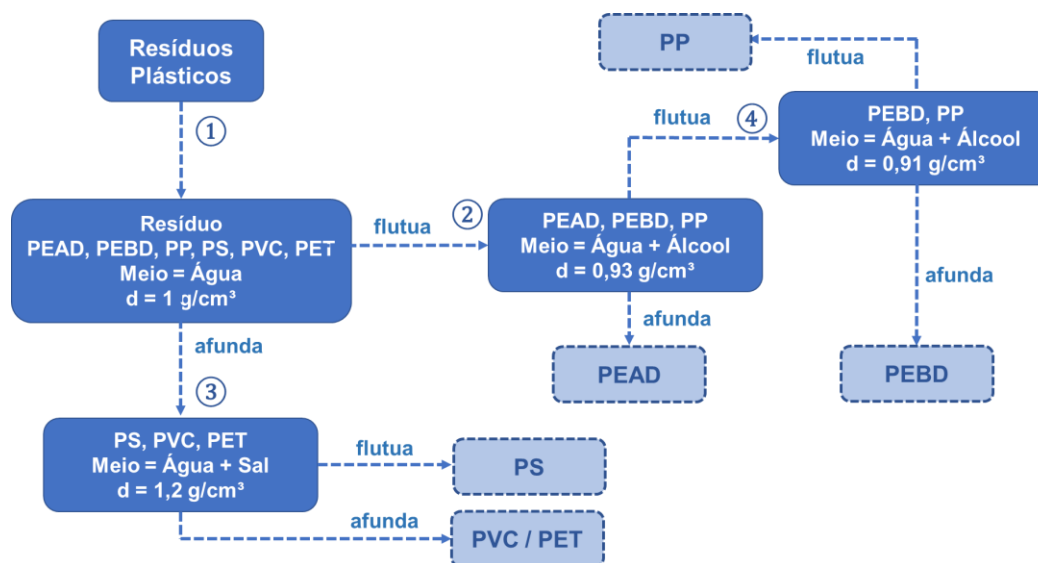 Resíduos
Plásticos
①
Resíduo
PEAD, PEBD, PP, PS, PVC, PET
Meio = Água
d = 1 g/cm³
flutua
②
PEAD, PEBD, PP
Meio = Água + Álcool
d = 0,93 g/cm³
flutua
④
PEBD, PP
Meio = Água + Álcool
d = 0,91 g/cm³
flutua
PP
afunda
PEBD
afunda
PEAD
afunda
③
PS, PVC, PET
Meio = Água + Sal
d = 1,2 g/cm³
flutua
PS
afunda
PVC / PET